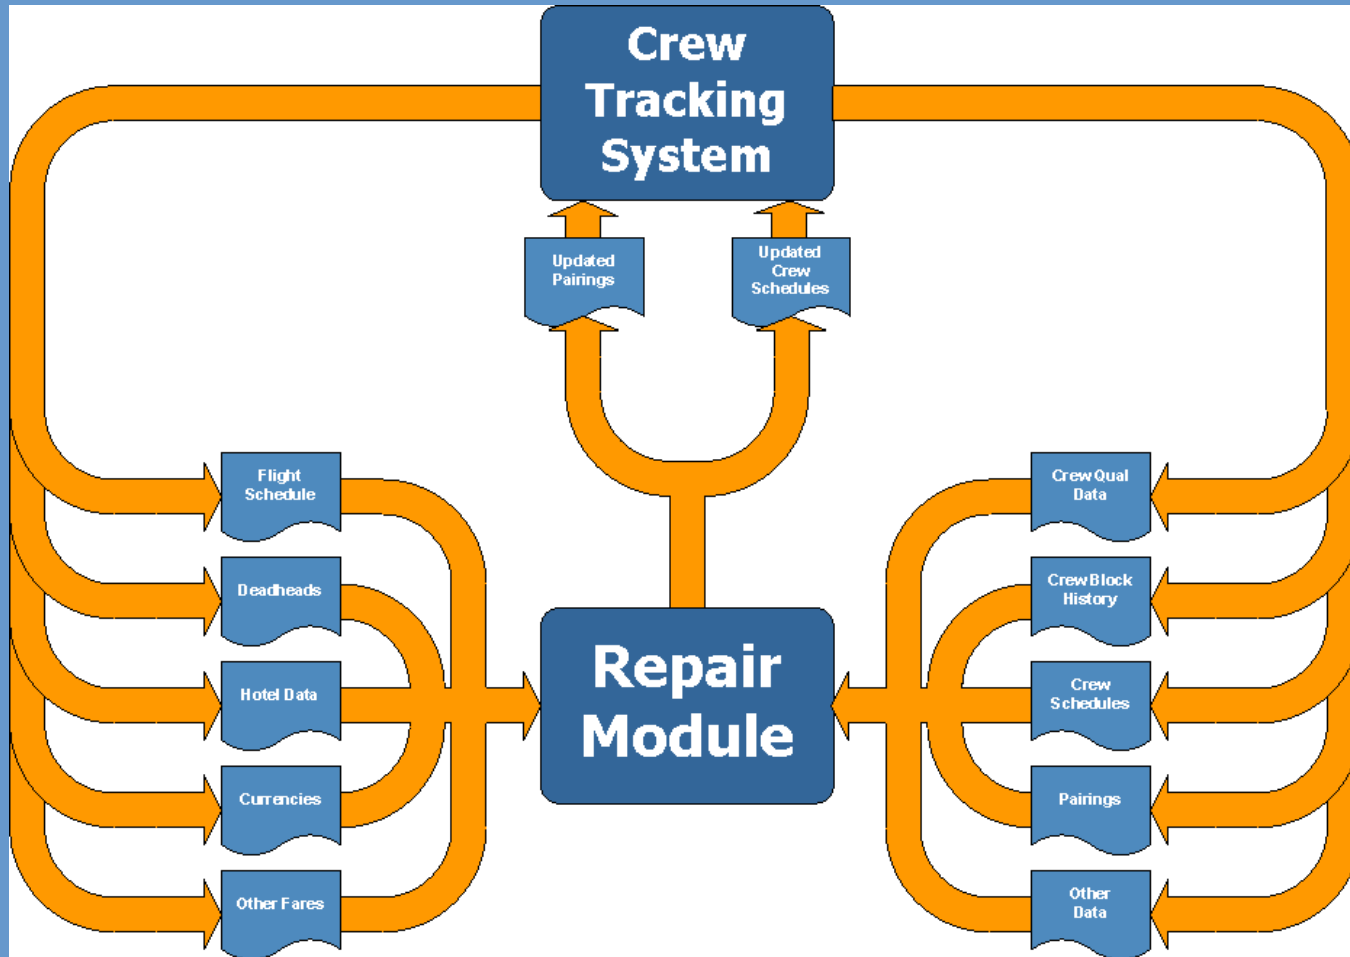 Crew
Tracking
System
Updated
Pairings
Updated
Crew
Schedules
Flight
Schedule
Deadheads
Hotel Data
Currencies
Other Fares
Repair
Module
Crew Qual
Data
Crew Block
History
Crew
Schedules
Pairings
Other
Data